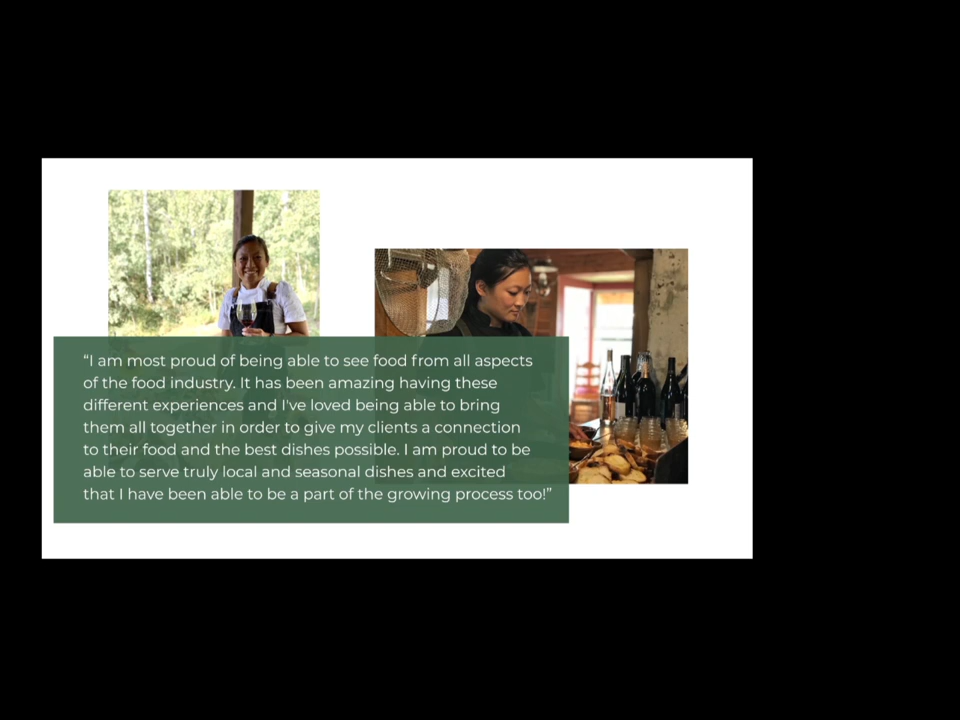 “I am most proud of being able to see food from all aspects
of the food industry. It has been amazing having these
different experiences and I've loved being able to bring
them all together in order to give my clients a connection
to their food and the best dishes possible. I am proud to be
able to serve truly local and seasonal dishes and excited
that I have been able to be a part of the growing process too!”